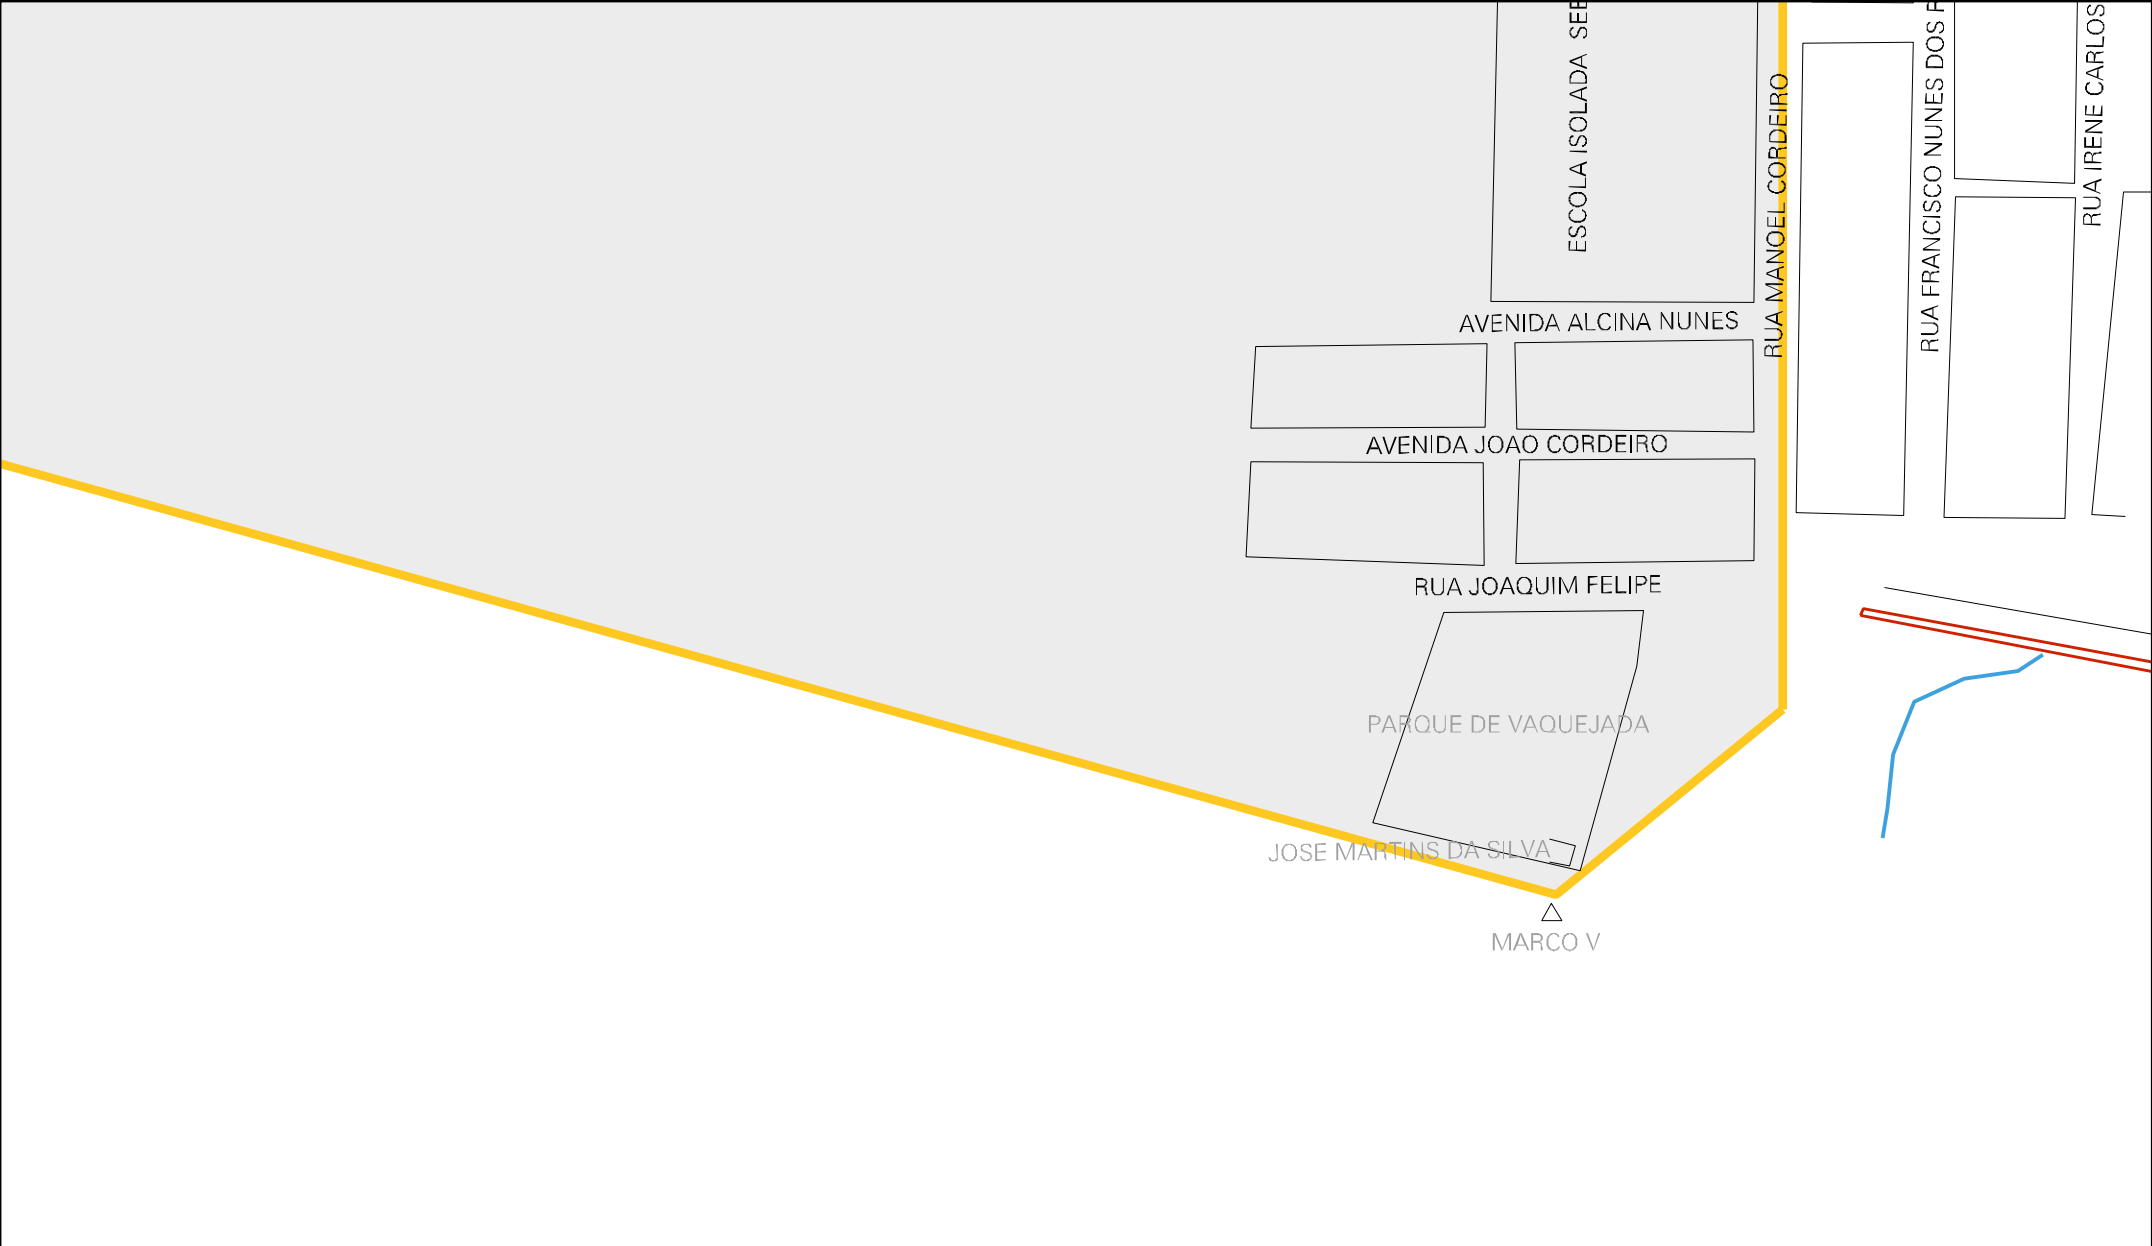 ESCOLA ISOLADA
RUA MANOEL CORDEIRO
RUA FRANCISCO NUNES DOS
RUA IRENE CARLOS
AVENIDA ALCINA NUNES
AVENIDA JOAO CORDEIRO
RUA JOAQUIM FELIPE
PARQUE DE VAQUEJADA
JOSE MARTINS DA SILVA
MARCO V